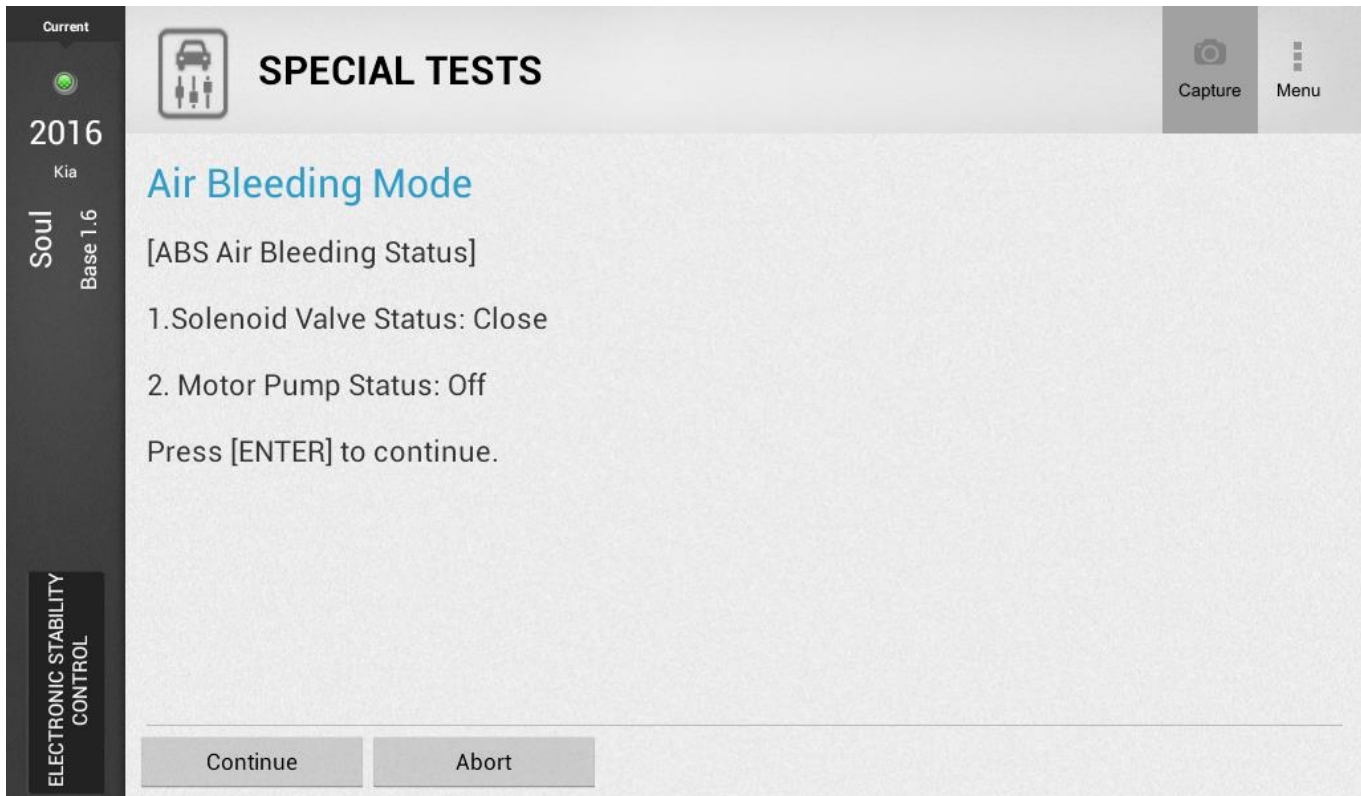 Current
2016
Kia
Soul
Base 1.6
ELECTRONIC STABILITY
CONTROL
SPECIAL TESTS
Capture
Menu
Air Bleeding Mode
[ABS Air Bleeding Status]
1.Solenoid Valve Status: Close
2. Motor Pump Status: Off
Press [ENTER] to continue.
Continue
Abort